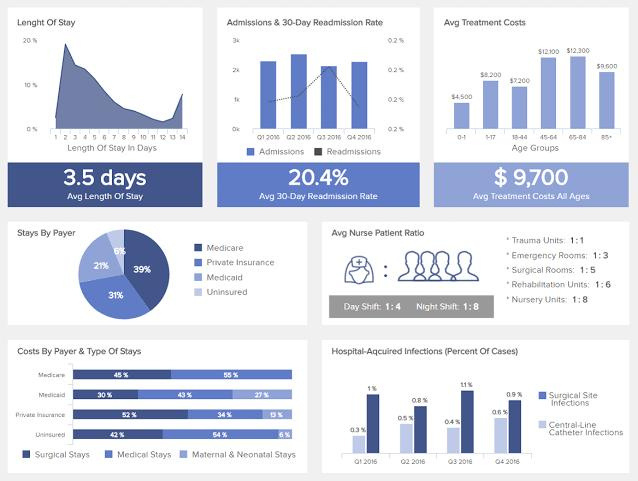 Lenght Of Stay
20 %
10 %
0 %
1 2 3 4 5 6 7 8 9 10 11 12 13 14
Length Of Stay In Days
3.5 days
Avg Length Of Stay
Admissions & 30-Day Readmission Rate
3k
2k
1k
0k
0.2 %
0.2 %
0.2 %
0.2 %
Q1 2016 Q2 2016 Q3 2016 Q4 2016
Admissions Readmissions
20.4%
Avg 30-Day Readmission Rate
Avg Treatment Costs
$4,500 $8,200 $7,200 $12,100 $12,300 $9,600
0-1 1-17 18-44 45-64 65-84 85+
Age Groups
$ 9,700
Avg Treatment Costs All Ages
Stays By Payer
6%
39%
21%
31%
Medicare
Private Insurance
Medicaid
Uninsured
Avg Nurse Patient Ratio
:
Day Shift: 1 : 4 Night Shift: 1 : 8
* Trauma Units: 1 : 1
* Emergency Rooms: 1 : 3
* Surgical Rooms: 1 : 5
* Rehabilitation Units: 1 : 6
* Nursery Units: 1 : 8
Costs By Payer & Type Of Stays
Medicare 45 % 55 %
Medicaid 30 % 43 % 27 %
Private Insurance 52 % 34 % 13 %
Uninsured 42 % 54 % 6 %
Surgical Stays Medical Stays Maternal & Neonatal Stays
Hospital-Aqcuired Infections (Percent Of Cases)
0.3 % 1 % 0.5 % 0.8 % 0.4 % 1.1 % 0.6 % 0.9 %
Q1 2016 Q2 2016 Q3 2016 Q4 2016
Surgical Site
Infections
Central-Line
Catheter Infections